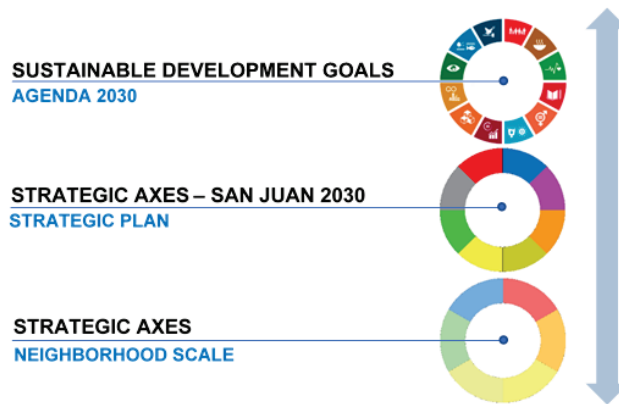 SUSTAINABLE DEVELOPMENT GOALS
AGENDA 2030
STRATEGIC AXES – SAN JUAN 2030
STRATEGIC PLAN
STRATEGIC AXES
NEIGHBORHOOD SCALE